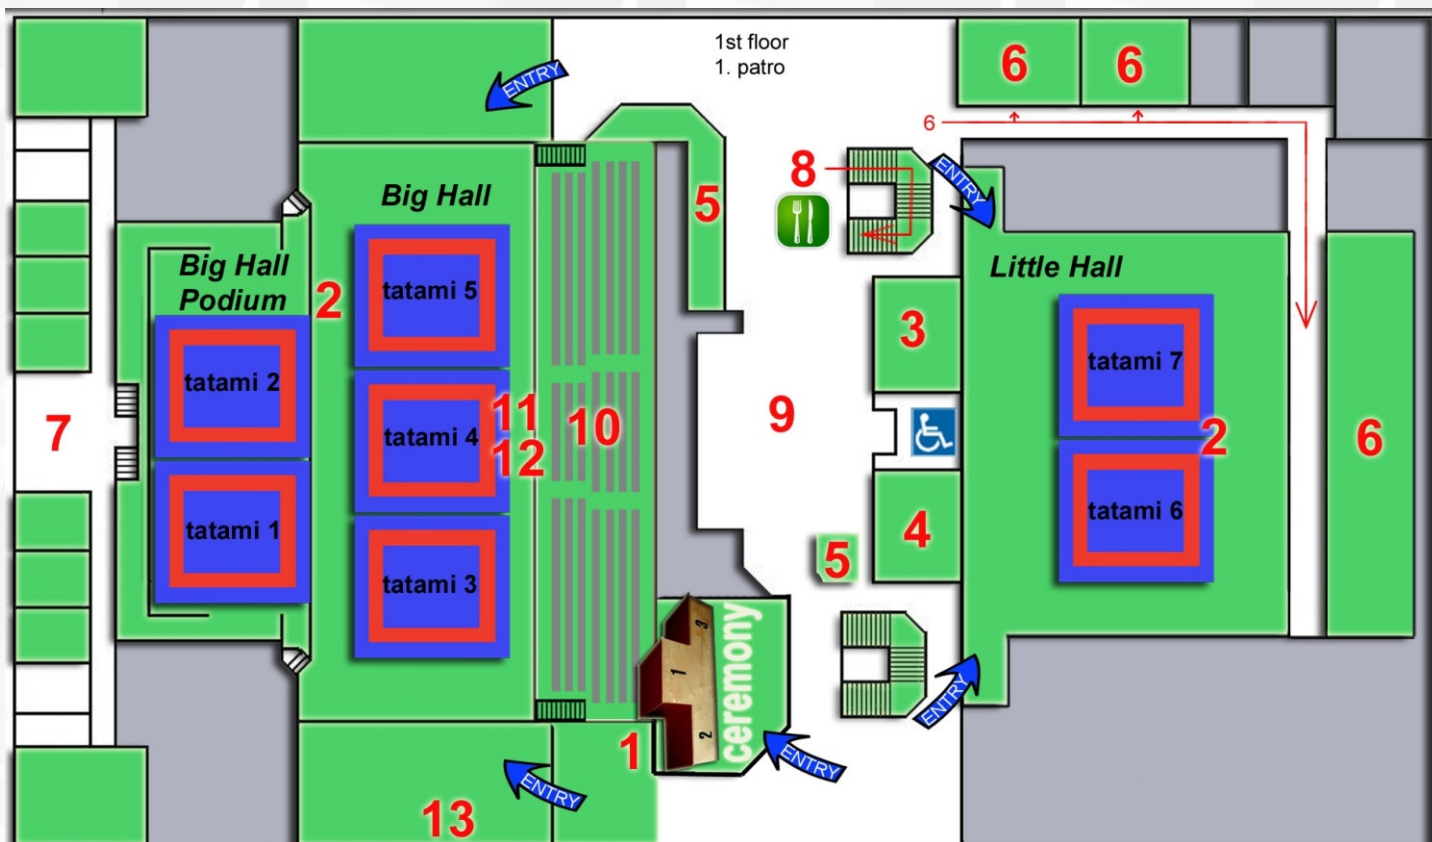 1st floor
1. patro
ENTRY
6
6
6
ENTRY
8
5
Big Hall
Big Hall
Podium
2
tatami 5
Little Hall
3
tatami 7
tatami 2
7
11
12
10
9
tatami 4
2
6
tatami 1
tatami 6
4
5
tatami 3
3
1
2
ceremony
ENTRY
1
ENTRY
ENTRY
13